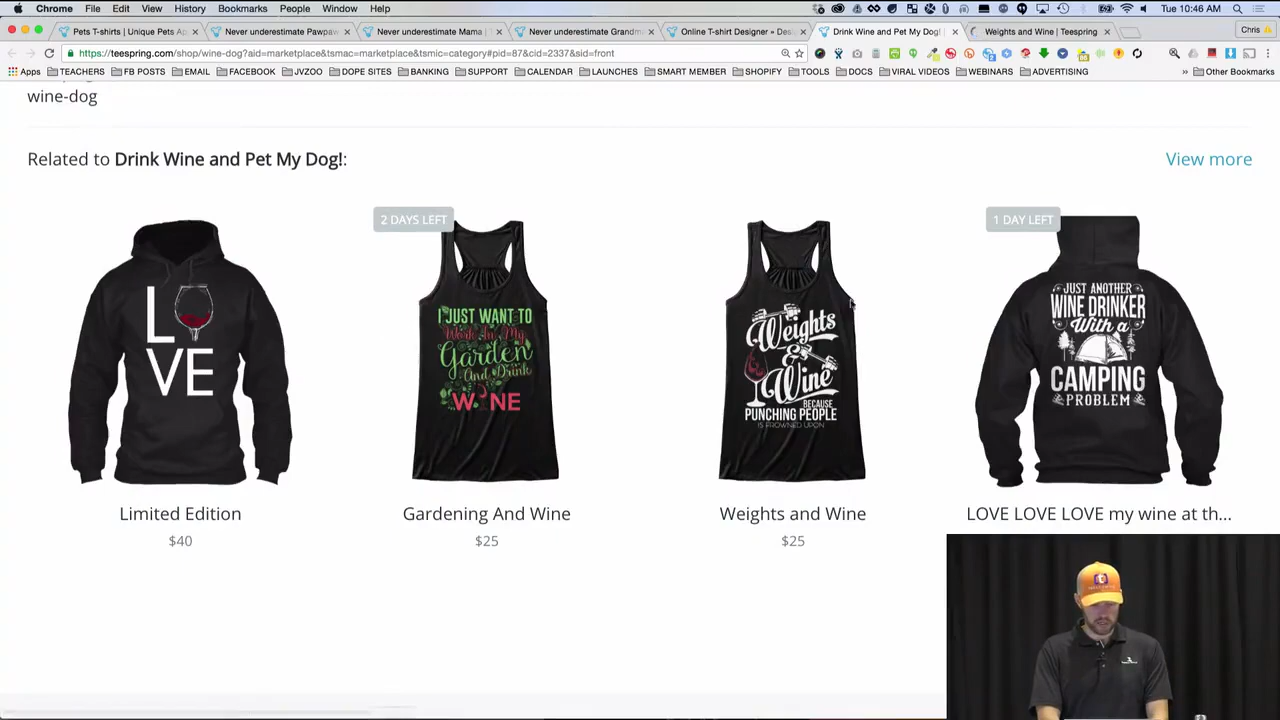 Chrome File Edit View History Bookmarks People Window Help
Tue 10:46 AM
Pets T-shirts | Unique Pets Ap
Never underestimate Pawpaw
Never underestimate Mama |
Never underestimate Grandm
Online T-shirt Designer » Desi
Drink Wine and Pet My Dog! |
Weights and Wine | Teespring
Chris
https://teespring.com/shop/wine-dog?aid=marketplace&tsmac=marketplace&tsmic=category#pid=87&cid=2337&sid=front
Apps TEACHERS FB POSTS EMAIL FACEBOOK JVZOO DOPE SITES BANKING SUPPORT CALENDAR LAUNCHES SMART MEMBER SHOPIFY TOOLS DOCS VIRAL VIDEOS WEBINARS ADVERTISING » Other Bookmarks
wine-dog
Related to Drink Wine and Pet My Dog!:
View more
L
VE
Limited Edition
$40
2 DAYS LEFT
I JUST WANT TO
Work In My
Garden
And Drink
WINE
Gardening And Wine
$25
Weights
&
Wine
BECAUSE
PUNCHING PEOPLE
IS FROWNED UPON
Weights and Wine
$25
1 DAY LEFT
JUST ANOTHER
WINE DRINKER
With a
CAMPING
PROBLEM
LOVE LOVE LOVE my wine at th...